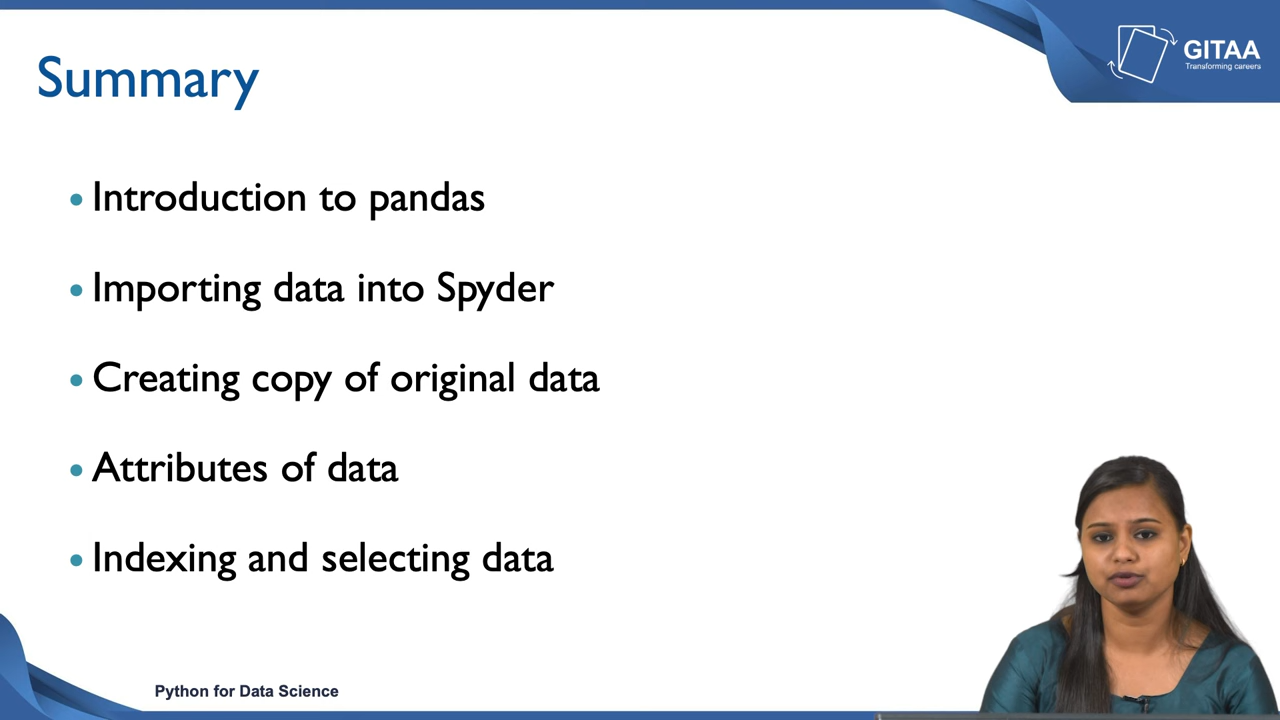 Summary
GITAA
Transforming careers
• Introduction to pandas
• Importing data into Spyder
• Creating copy of original data
• Attributes of data
• Indexing and selecting data
Python for Data Science